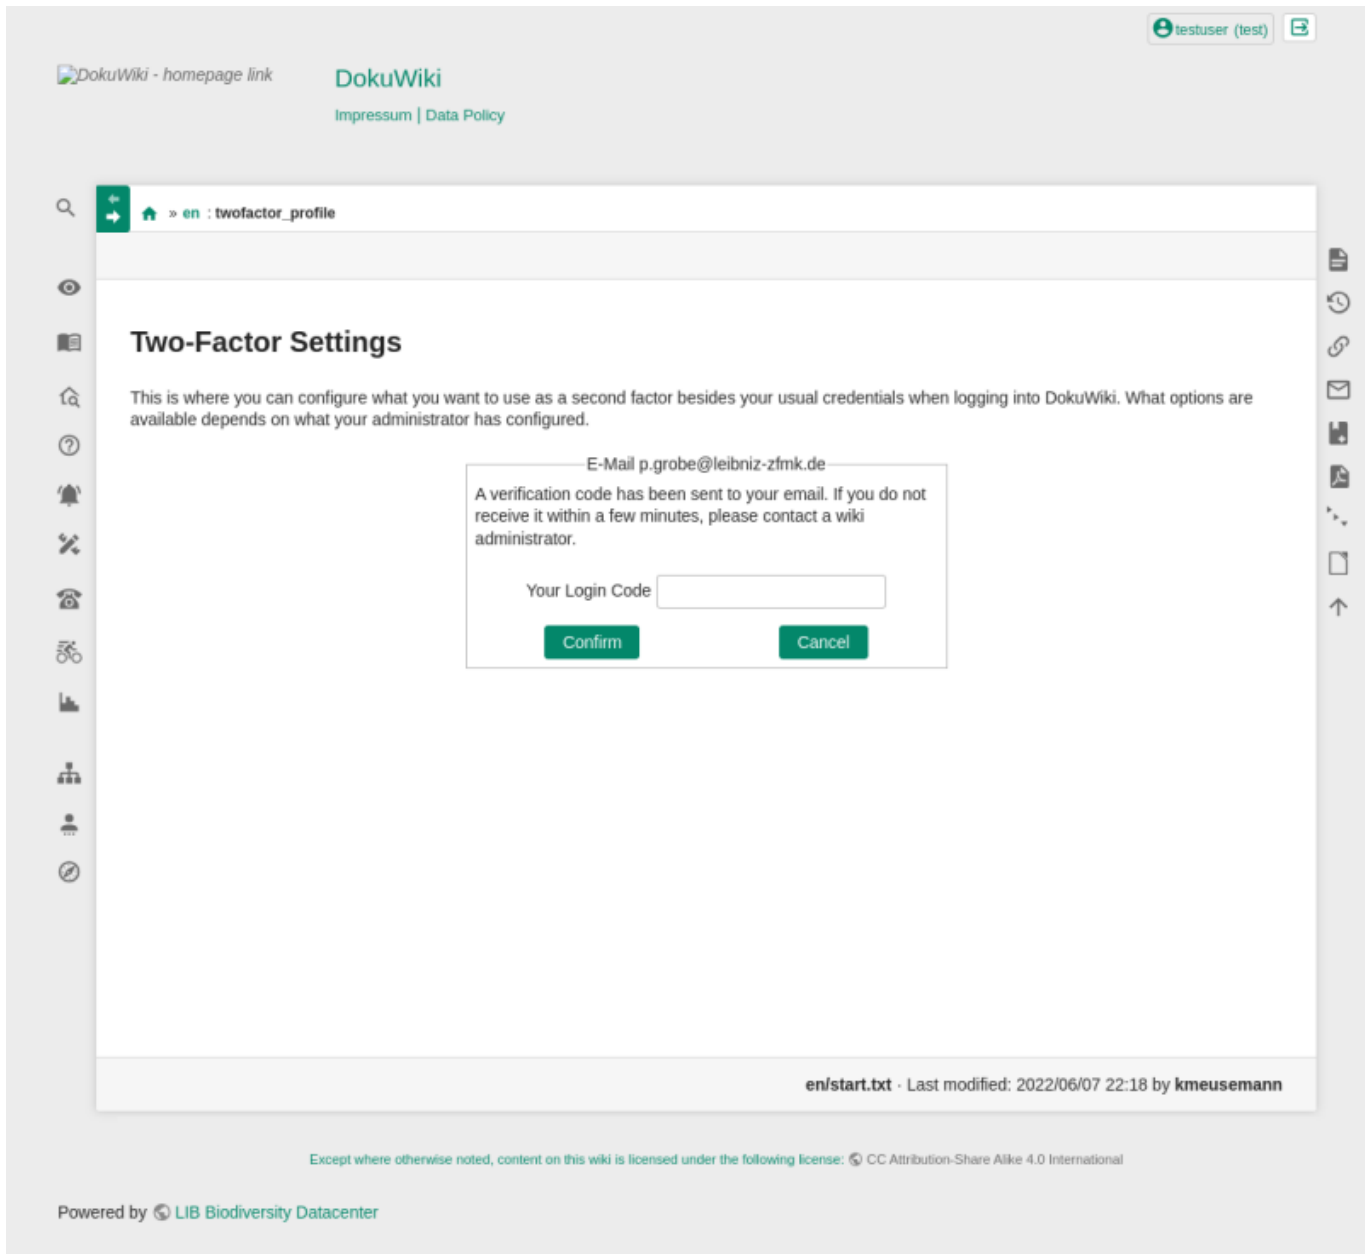 testuser (test)
DokuWiki - homepage link
DokuWiki
Impressum | Data Policy
» en : twofactor_profile
Two-Factor Settings
This is where you can configure what you want to use as a second factor besides your usual credentials when logging into DokuWiki. What options are
available depends on what your administrator has configured.
E-Mail p.grobe@leibniz-zfmk.de
A verification code has been sent to your email. If you do not
receive it within a few minutes, please contact a wiki
administrator.
Your Login Code
Confirm Cancel
en/start.txt · Last modified: 2022/06/07 22:18 by kmeusemann
Except where otherwise noted, content on this wiki is licensed under the following license: CC Attribution-Share Alike 4.0 International
Powered by LIB Biodiversity Datacenter